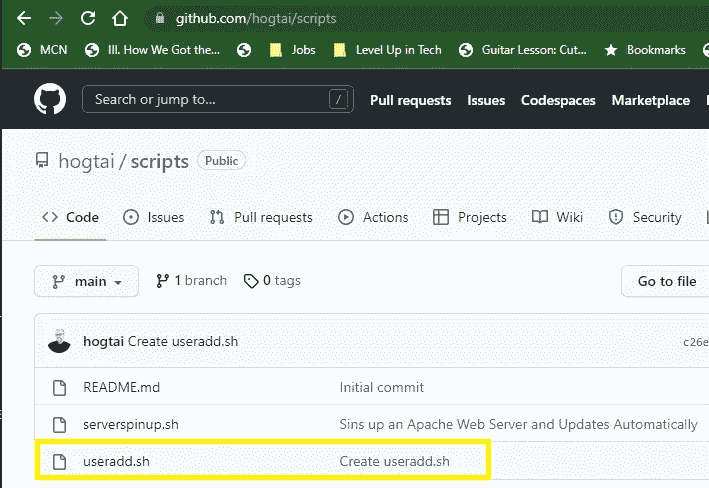 github.com/hogtai/scripts
MCN III. How We Got the... Jobs Level Up in Tech Guitar Lesson: Cut... Bookmarks
Search or jump to... / Pull requests Issues Codespaces Marketplace
hogtai / scripts Public
Code Issues Pull requests Actions Projects Wiki Security
main 1 branch 0 tags Go to file
hogtai Create useradd.sh c26e
README.md Initial commit
serverspinup.sh Sins up an Apache Web Server and Updates Automatically
useradd.sh Create useradd.sh